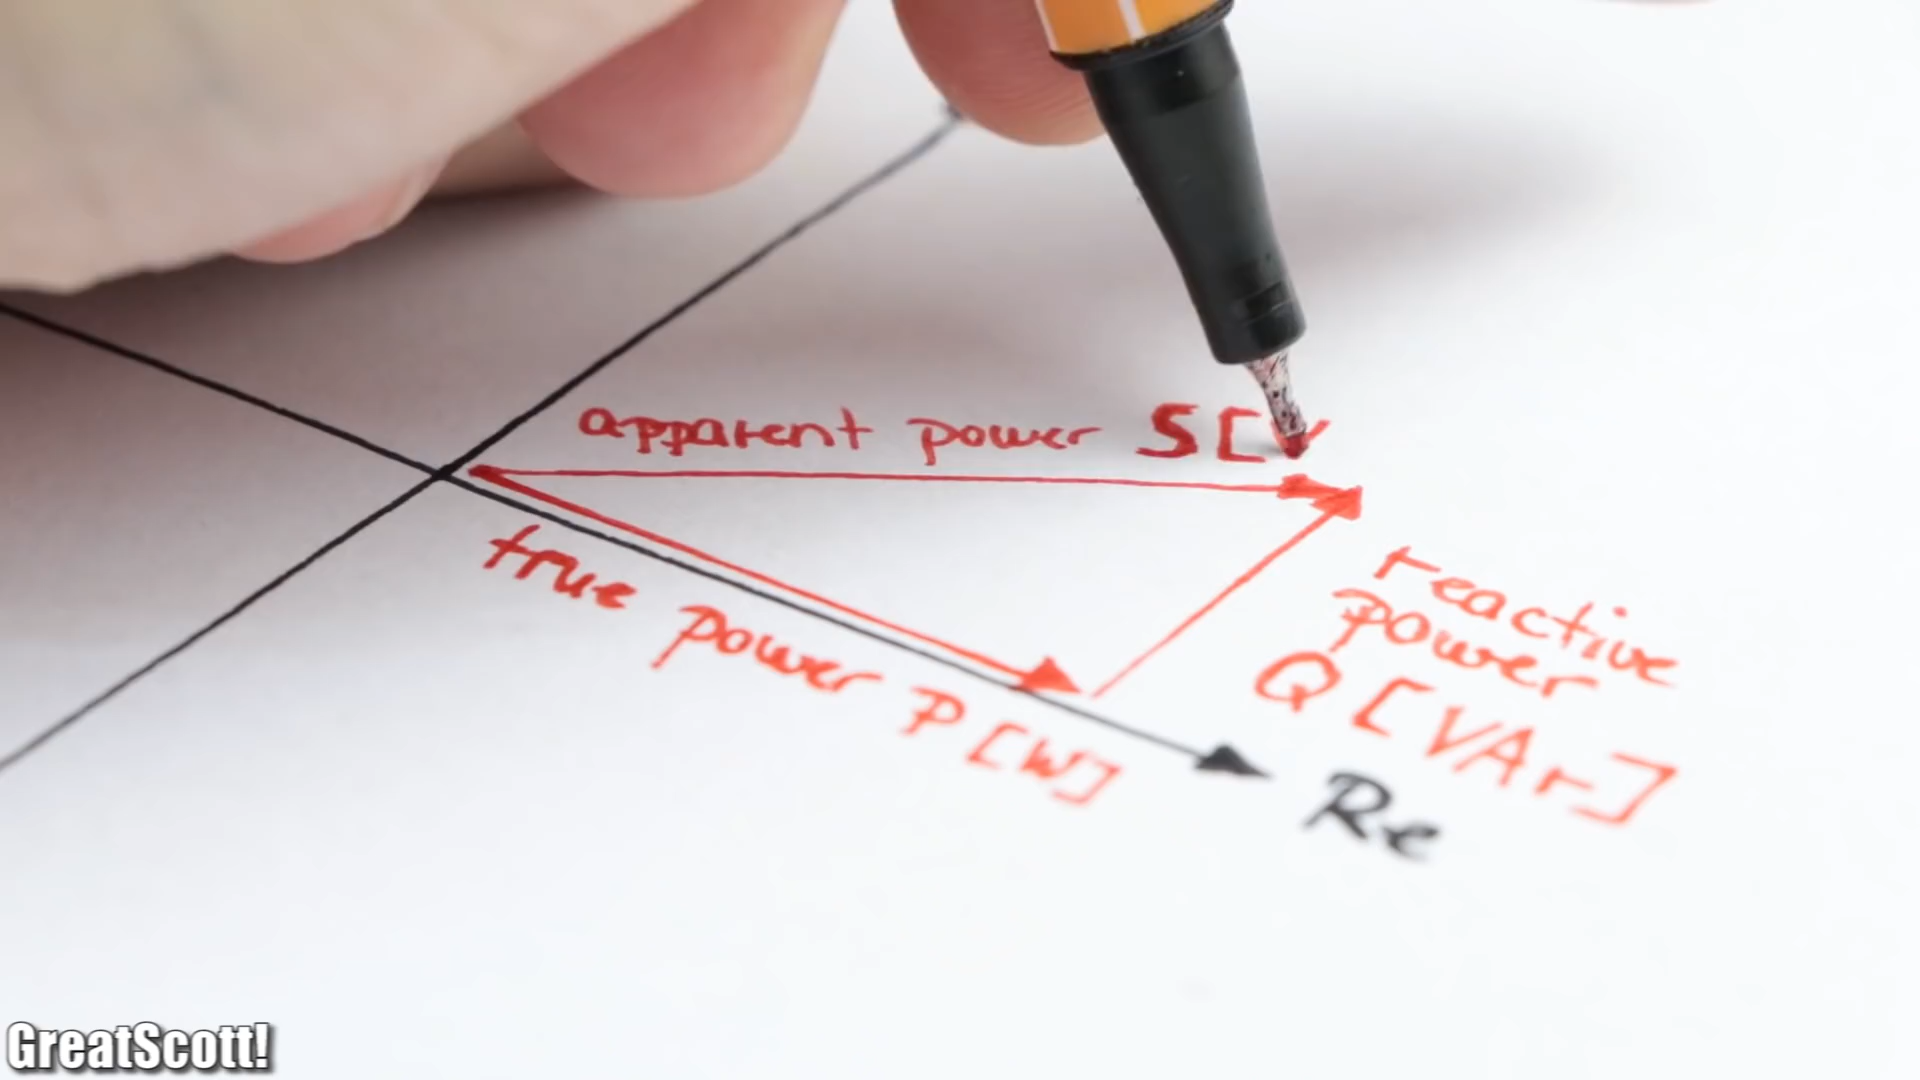 apparent power S[V
true power P[W]
reactive
power
Q[VAr]
Re
GreatScott!